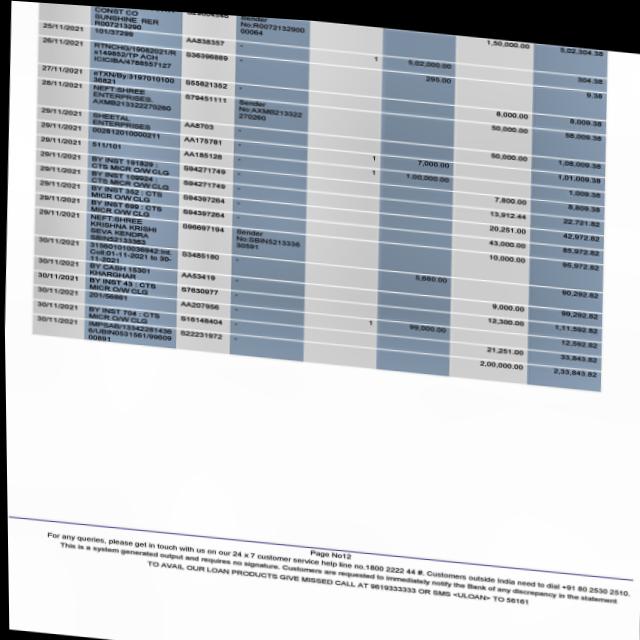 CONST CO
SUNSHINE RER
R007213290
Sender
No:R0072132900
00064
1,50,000.00
5,02,304.38
25/11/2021
101/37299
AA838357
-
1
5,02,000.00
304.38
26/11/2021
RTNCHG/19082021/R
s149852/TP ACH
ICICIBA/1788557127
S36396889
-
295.00
9.38
27/11/2021
eTXN/By:3197010100
36821
S55821352
-
8,000.00
8,009.38
28/11/2021
NEFT:SHREE
ENTERPRISES.
AXMB213322270260
S79451111
Sender
No:AXMB213322
270260
50,000.00
58,009.38
29/11/2021
SHEETAL
ENTERPRISES
002812010000211
AA8703
-
50,000.00
1,08,009.38
29/11/2021
AA175781
-
1
7,000.00
1,01,009.38
29/11/2021
511/101
AA185128
-
1
1,00,000.00
1,009.38
29/11/2021
BY INST 191829 :
CTS MICR O/W CLG
S94271749
-
7,800.00
8,809.38
29/11/2021
BY INST 109924 :
CTS MICR O/W CLG
S94271749
-
13,912.44
22,721.82
29/11/2021
BY INST 352 : CTS
MICR O/W CLG
S94397264
-
20,251.00
42,972.82
29/11/2021
BY INST 699 : CTS
MICR O/W CLG
S94397264
-
43,000.00
85,972.82
29/11/2021
NEFT:SHREE
KRISHNA KRISHI
SEVA KENDRA
SBIN52133363
S96697194
Sender
No:SBIN5213336
30591
10,000.00
95,972.82
30/11/2021
315601010036942:Int.
Coll:01-11-2021 to 30-
11-2021
S3485180
-
5,680.00
90,292.82
30/11/2021
BY CASH 15301
KHARGHAR
AA53419
-
9,000.00
99,292.82
30/11/2021
BY INST 43 : CTS
MICR O/W CLG
S7630977
-
12,300.00
1,11,592.82
30/11/2021
201/56981
AA207956
-
1
99,000.00
12,592.82
30/11/2021
BY INST 704 : CTS
MICR O/W CLG
S16148404
-
21,251.00
33,843.82
30/11/2021
S22231972
-
2,00,000.00
2,33,843.82
Page No12
For any queries, please get in touch with us on our 24 x 7 customer service help line no.1800 2222 44 #. Customers outside India need to dial +91 80 2530 2510.
This is a system generated output and requires no signature. Customers are requested to immediately notify the Bank of any discrepancy in the statement
TO AVAIL OUR LOAN PRODUCTS GIVE MISSED CALL AT 9619333333 OR SMS <ULOAN> TO 56161